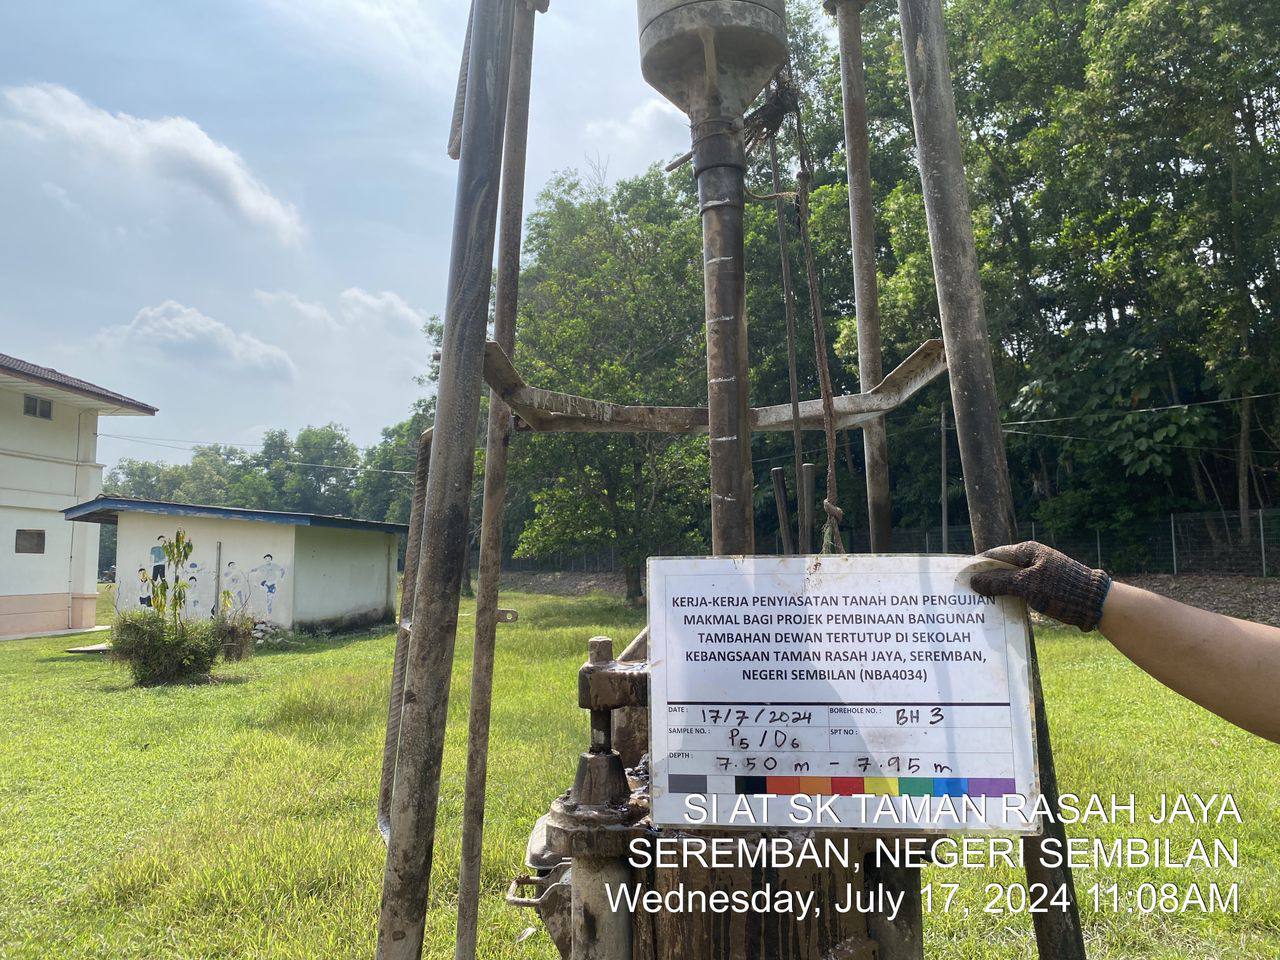 KERJA-KERJA PENYIASATAN TANAH DAN PENGUJIAN
MAKMAL BAGI PROJEK PEMBINAAN BANGUNAN
TAMBAHAN DEWAN TERTUTUP DI SEKOLAH
KEBANGSAAN TAMAN RASAH JAYA, SEREMBAN,
NEGERI SEMBILAN (NBA4034)
DATE : 17/7/2024 BOREHOLE NO. : BH 3
SAMPLE NO. : P5/D6 SPT NO :
DEPTH : 7.50 m - 7.95 m
SI AT SK TAMAN RASAH JAYA
SEREMBAN, NEGERI SEMBILAN
Wednesday, July 17, 2024 11:08AM